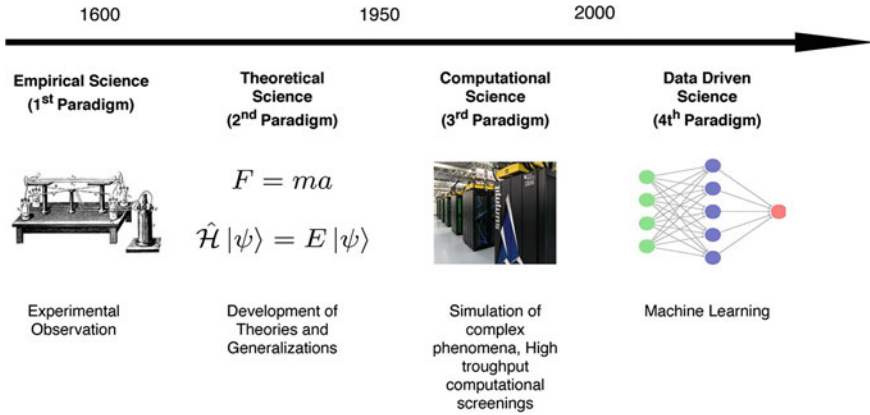 1600
1950
2000
Empirical Science
(1st Paradigm)
Theoretical
Science
(2nd Paradigm)
Computational
Science
(3rd Paradigm)
Data Driven
Science
(4th Paradigm)
F = ma
Ĥ |ψ⟩ = E |ψ⟩
summit
Experimental
Observation
Development of
Theories and
Generalizations
Simulation of
complex
phenomena, High
troughput
computational
screenings
Machine Learning